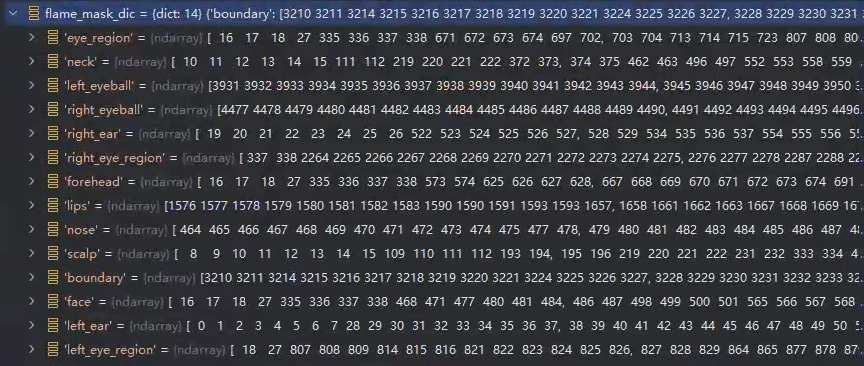 flame_mask_dic = {dict: 14} {'boundary': [3210 3211 3214 3215 3216 3217 3218 3219 3220 3221 3224 3225 3226 3227, 3228 3229 3230 3231
'eye_region' = {ndarray} [ 16 17 18 27 335 336 337 338 671 672 673 674 697 702, 703 704 713 714 715 723 807 808 80
'neck' = {ndarray} [ 10 11 12 13 14 15 111 112 219 220 221 222 372 373, 374 375 462 463 496 497 552 553 558 559
'left_eyeball' = {ndarray} [3931 3932 3933 3934 3935 3936 3937 3938 3939 3940 3941 3942 3943 3944, 3945 3946 3947 3948 3949 3950
'right_eyeball' = {ndarray} [4477 4478 4479 4480 4481 4482 4483 4484 4485 4486 4487 4488 4489 4490, 4491 4492 4493 4494 4495 4496
'right_ear' = {ndarray} [ 19 20 21 22 23 24 25 26 522 523 524 525 526 527, 528 529 534 535 536 537 554 555 556
'right_eye_region' = {ndarray} [ 337 338 2264 2265 2266 2267 2268 2269 2270 2271 2272 2273 2274 2275, 2276 2277 2278 2287 2288
'forehead' = {ndarray} [ 16 17 18 27 335 336 337 338 573 574 625 626 627 628, 667 668 669 670 671 672 673 674 691
'lips' = {ndarray} [1576 1577 1578 1579 1580 1581 1582 1583 1590 1590 1591 1593 1593 1657, 1658 1661 1662 1663 1667 1668 1669
'nose' = {ndarray} [ 464 465 466 467 468 469 470 471 472 473 474 475 477 478, 479 480 481 482 483 484 485 486 487
'scalp' = {ndarray} [ 8 9 10 11 12 13 14 15 109 110 111 112 193 194, 195 196 219 220 221 222 231 232 333 334
'boundary' = {ndarray} [3210 3211 3214 3215 3216 3217 3218 3219 3220 3221 3224 3225 3226 3227, 3228 3229 3230 3231 3232 3233
'face' = {ndarray} [ 16 17 18 27 335 336 337 338 468 471 477 480 481 484, 486 487 498 499 500 501 565 566 567 568
'left_ear' = {ndarray} [ 0 1 2 3 4 5 6 7 28 29 30 31 32 33 34 35 36 37, 38 39 40 41 42 43 44 45 46 47 48 49 50
'left_eye_region' = {ndarray} [ 18 27 807 808 809 814 815 816 821 822 823 824 825 826, 827 828 829 864 865 877 878 87